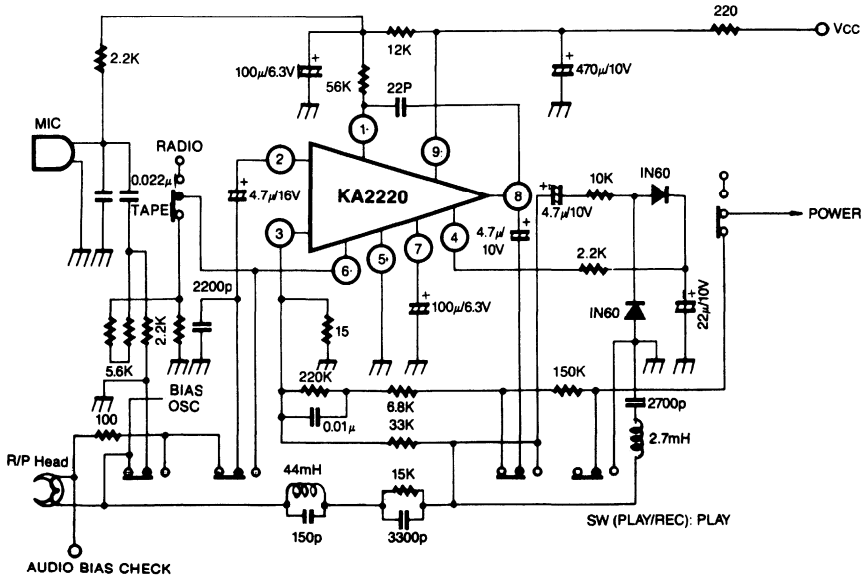 220
VCC
2.2K
12K
100μ/6.3V
+
56K
22P
+
470μ/10V
MIC
1
RADIO
9
2
KA2220
8
0.022μ
TAPE
+
4.7μ/16V
10K
IN60
+
4.7μ/10V
POWER
3
4
4.7μ/
10V
+
7
5
6
2.2K
2200p
+
100μ/6.3V
IN60
+
22μ/10V
2.2K
15
5.6K
220K
150K
BIAS
OSC
6.8K
2700p
100
0.01μ
33K
2.7mH
R/P Head
44mH
15K
150p
3300p
SW (PLAY/REC): PLAY
AUDIO BIAS CHECK